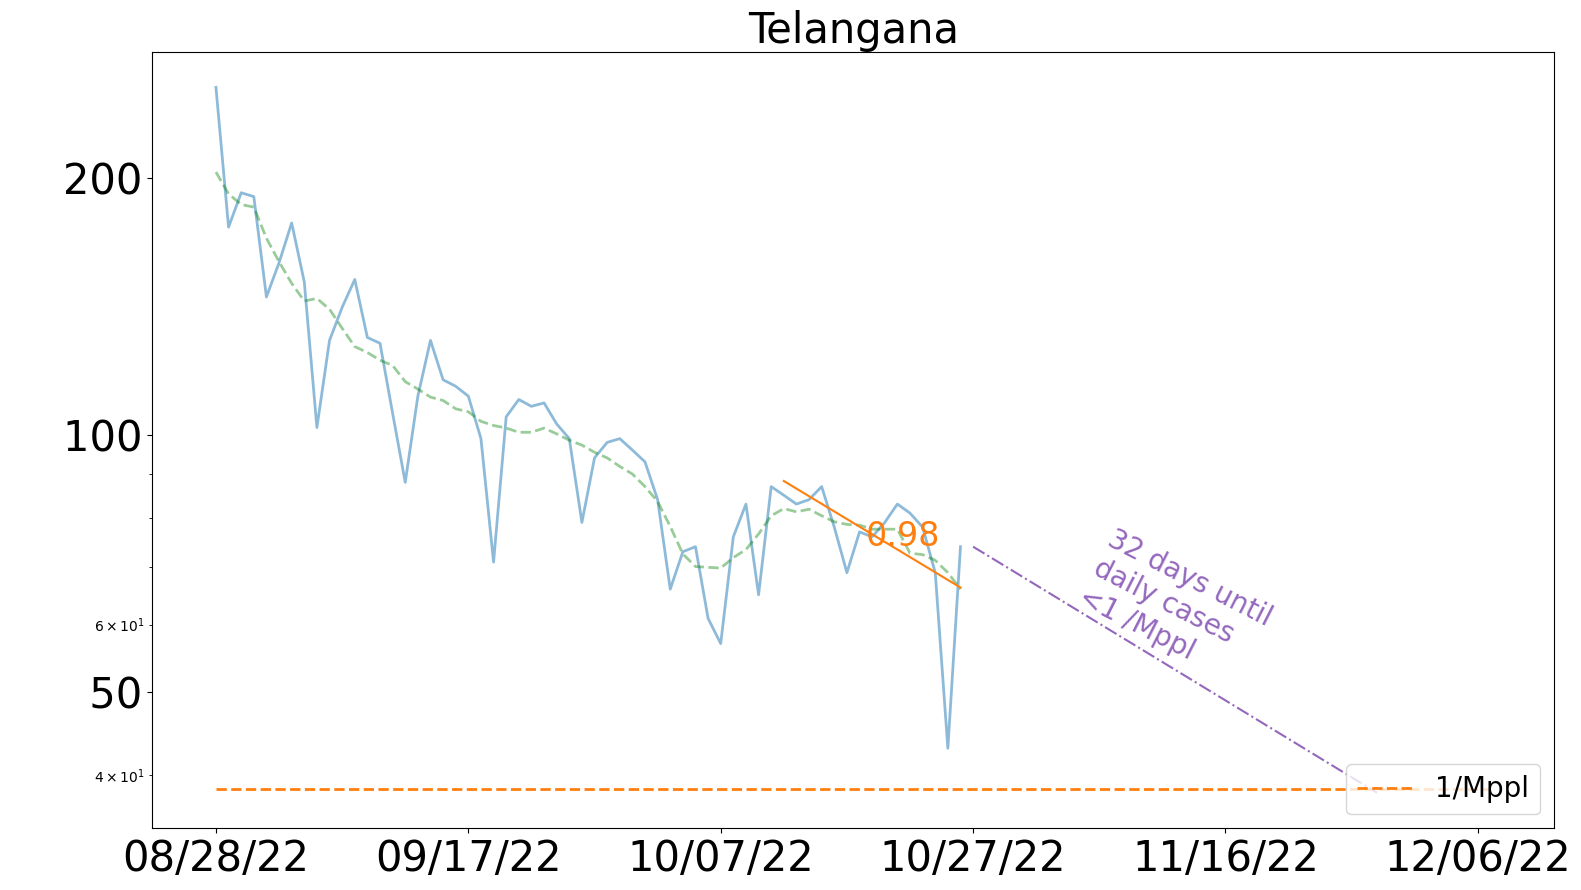 Telangana
200
100
6 × 10¹
50
4 × 10¹
0.98
32 days until
daily cases
<1 /Mppl
1/Mppl
08/28/22
09/17/22
10/07/22
10/27/22
11/16/22
12/06/22